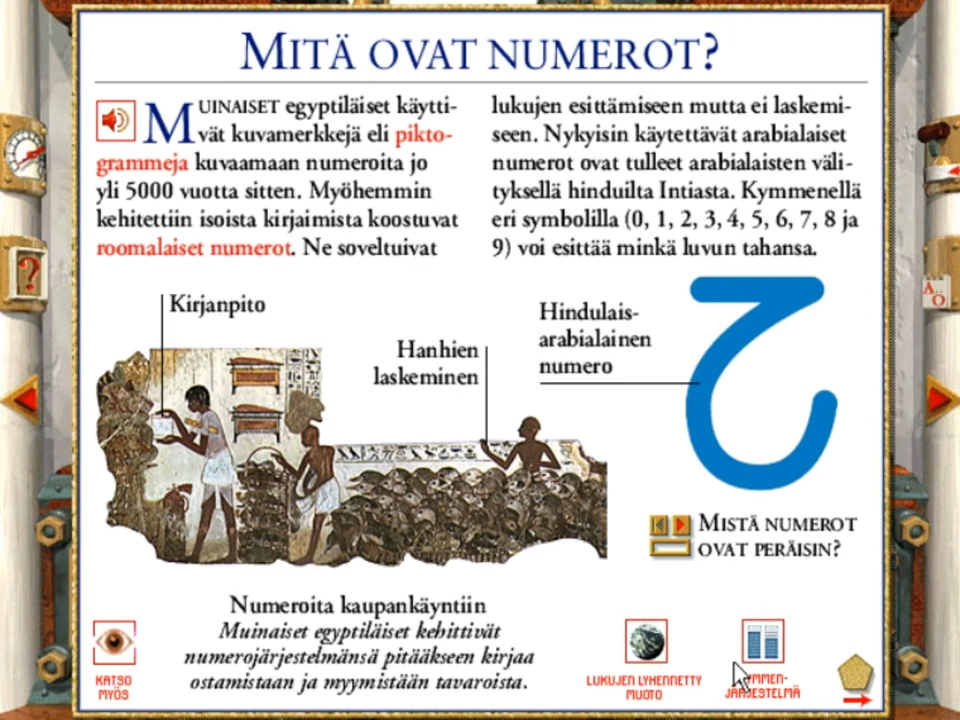 MITÄ OVAT NUMEROT?
MUINAISET egyptiläiset käytti-
vät kuvamerkkejä eli pikto-
grammeja kuvaamaan numeroita jo
yli 5000 vuotta sitten. Myöhemmin
kehitettiin isoista kirjaimista koostuvat
roomalaiset numerot. Ne soveltuivat
lukujen esittämiseen mutta ei laskemi-
seen. Nykyisin käytettävät arabialaiset
numerot ovat tulleet arabialaisten väli-
tyksellä hinduilta Intiasta. Kymmenellä
eri symbolilla (0, 1, 2, 3, 4, 5, 6, 7, 8 ja
9) voi esittää minkä luvun tahansa.
Kirjanpito
Hanhien
laskeminen
Hindulais-
arabialainen
numero
MISTÄ NUMEROT
OVAT PERÄISIN?
Numeroita kaupankäyntiin
Muinaiset egyptiläiset kehittivät
numerojärjestelmänsä pitääkseen kirjaa
ostamistaan ja myymistään tavaroista.
KATSO
MYÖS
LUKUJEN LYHENNETTY
MUOTO
JÄRJESTELMÄ
?
A...
O